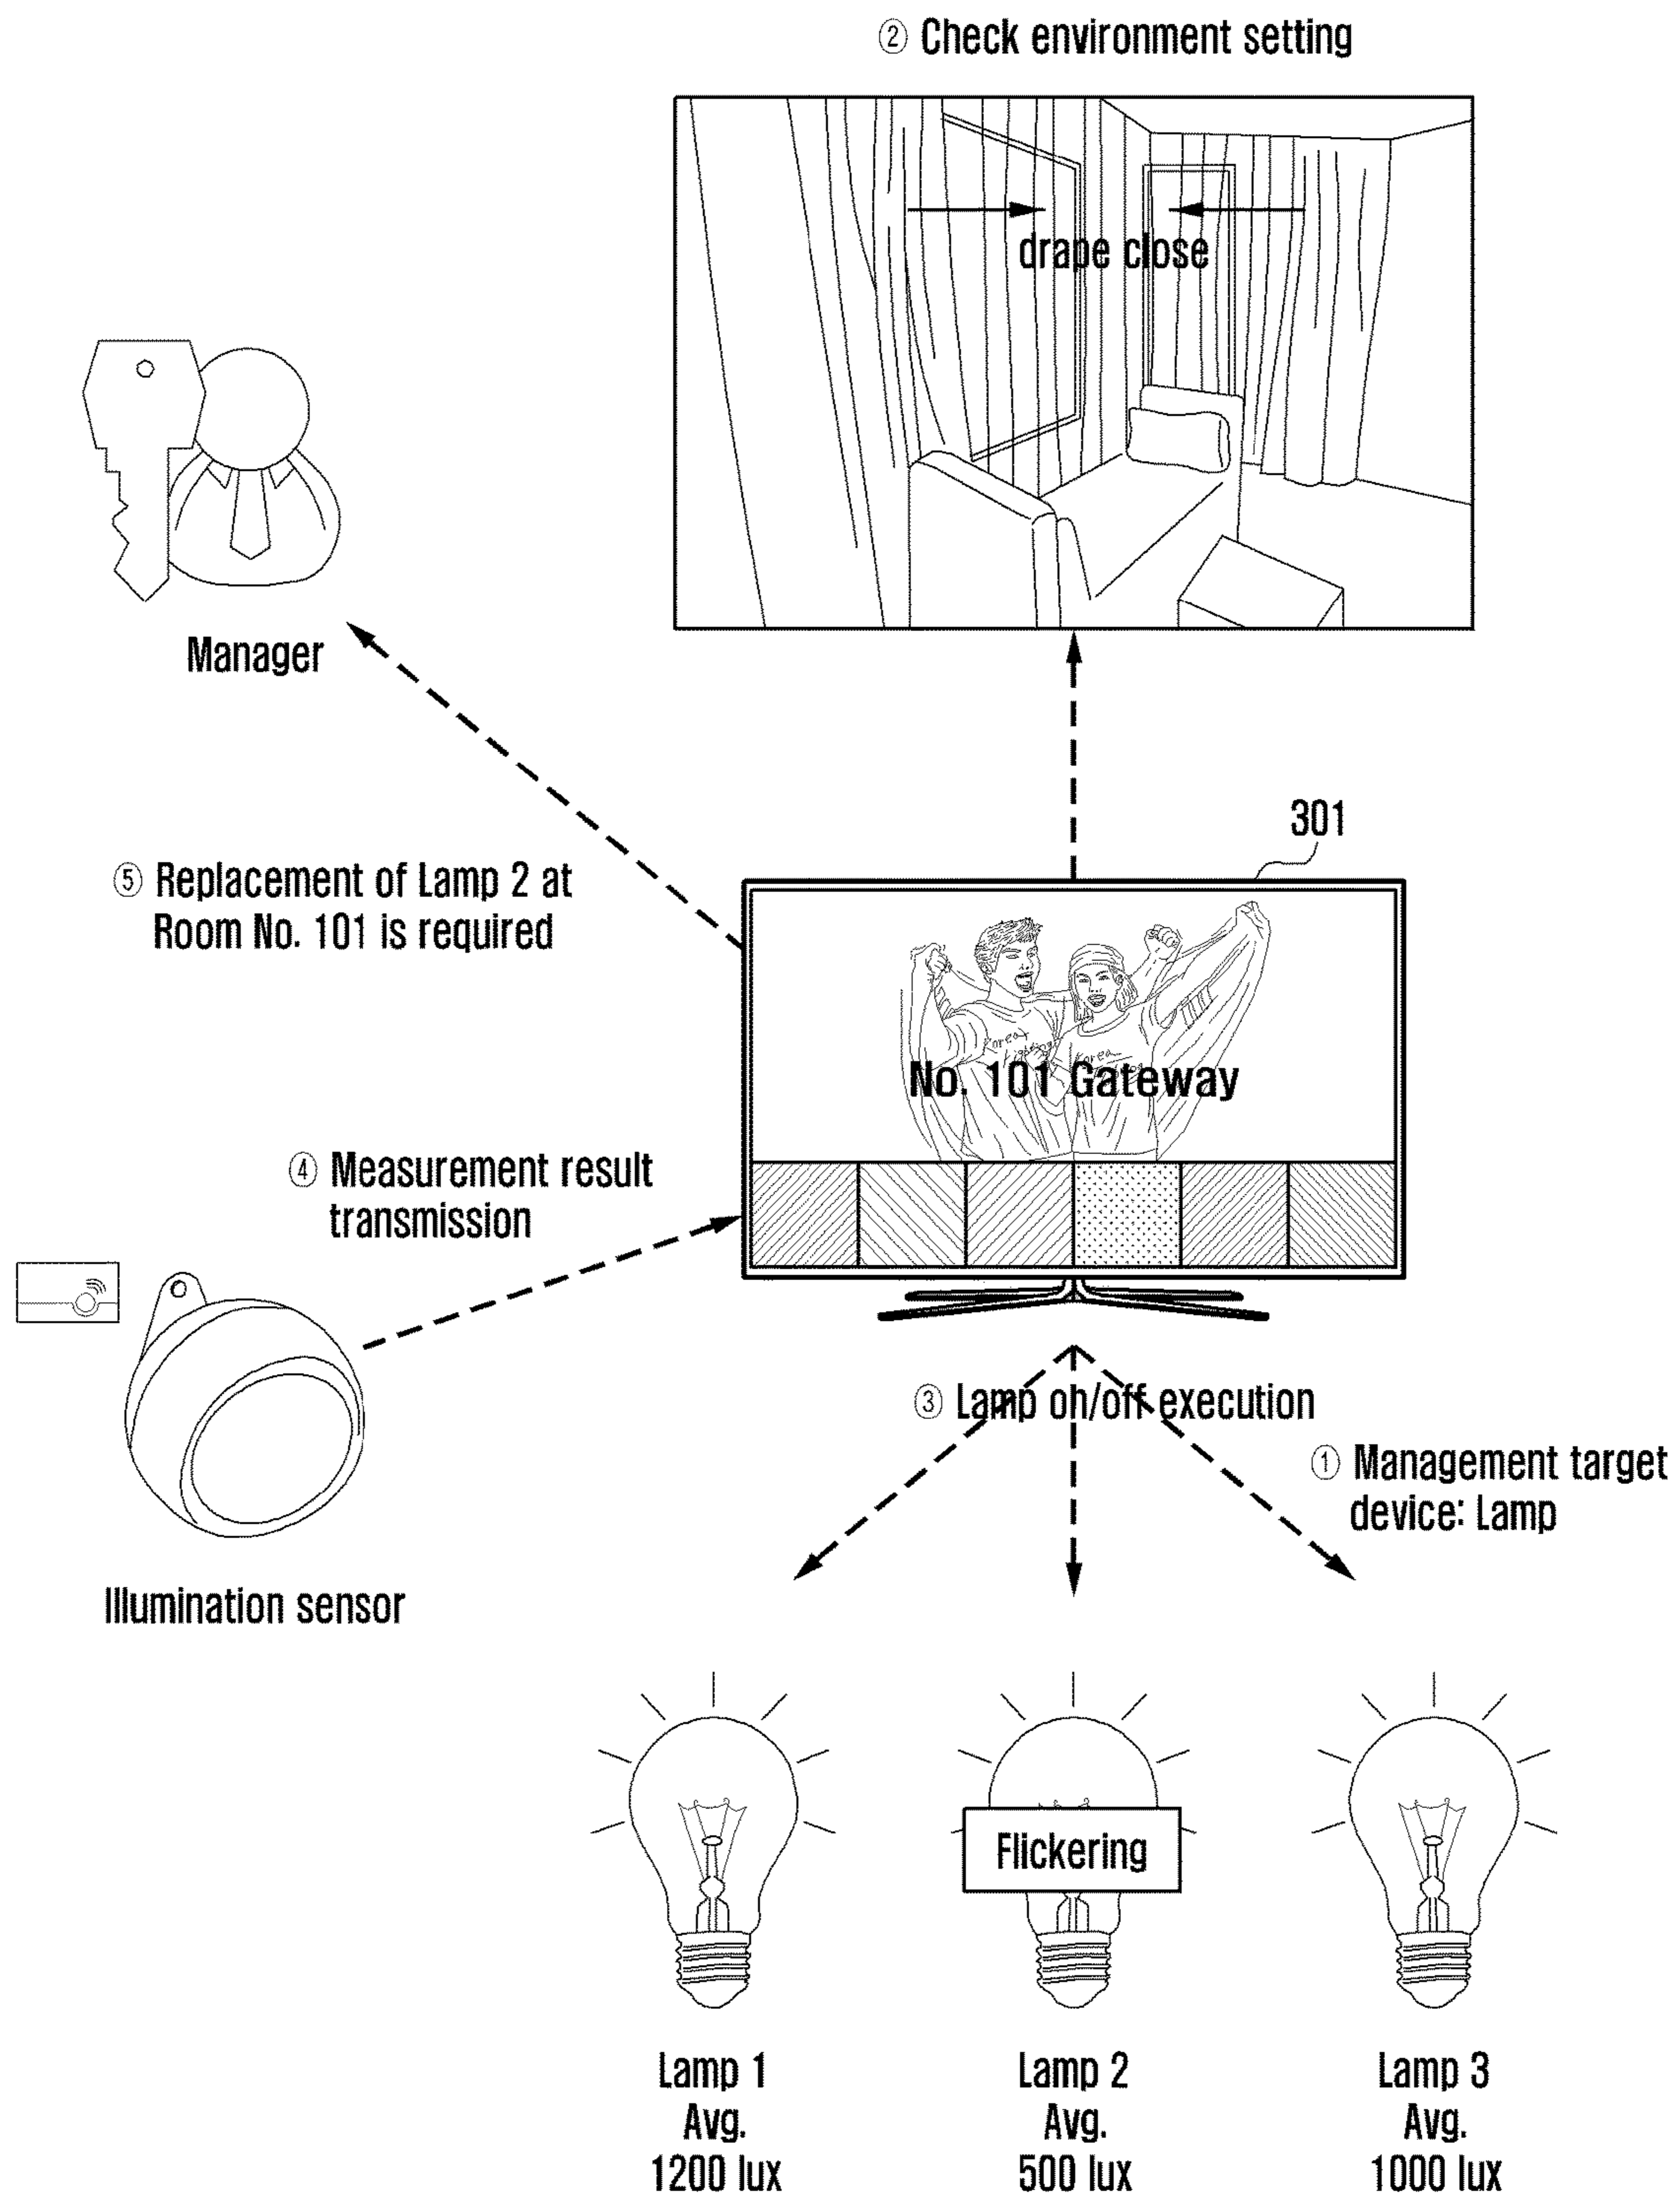 ② Check environment setting
drape close
Manager
301
⑤ Replacement of Lamp 2 at
Room No. 101 is required
Korea
Korea
No. 101 Gateway
④ Measurement result
transmission
③ Lamp on/off execution
① Management target
device: Lamp
Illumination sensor
Flickering
Lamp 1
Avg.
1200 lux
Lamp 2
Avg.
500 lux
Lamp 3
Avg.
1000 lux